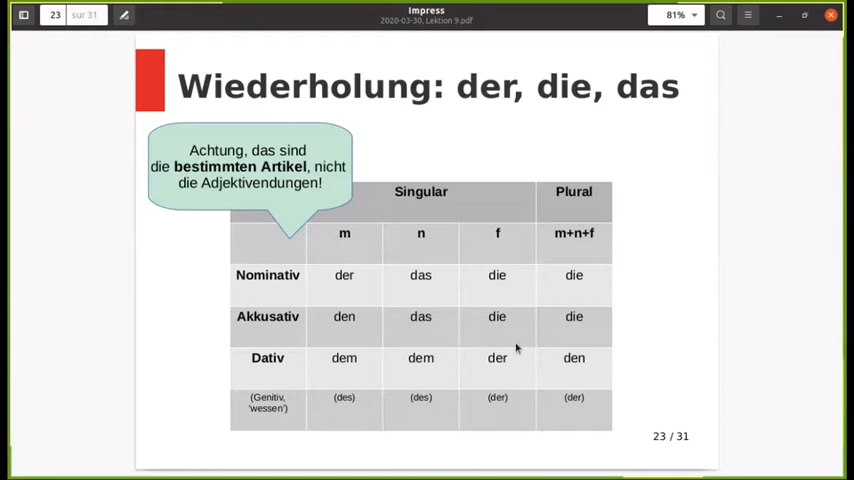 Impress
23 sur 31
2020-03-30, Lektion 9.pdf
81%
Wiederholung: der, die, das
Achtung, das sind
die bestimmten Artikel, nicht
die Adjektivendungen!
Singular Plural
m n f m+n+f
Nominativ der das die die
Akkusativ den das die die
Dativ dem dem der den
(Genitiv, (des) (des) (der) (der)
'wessen')
23 / 31